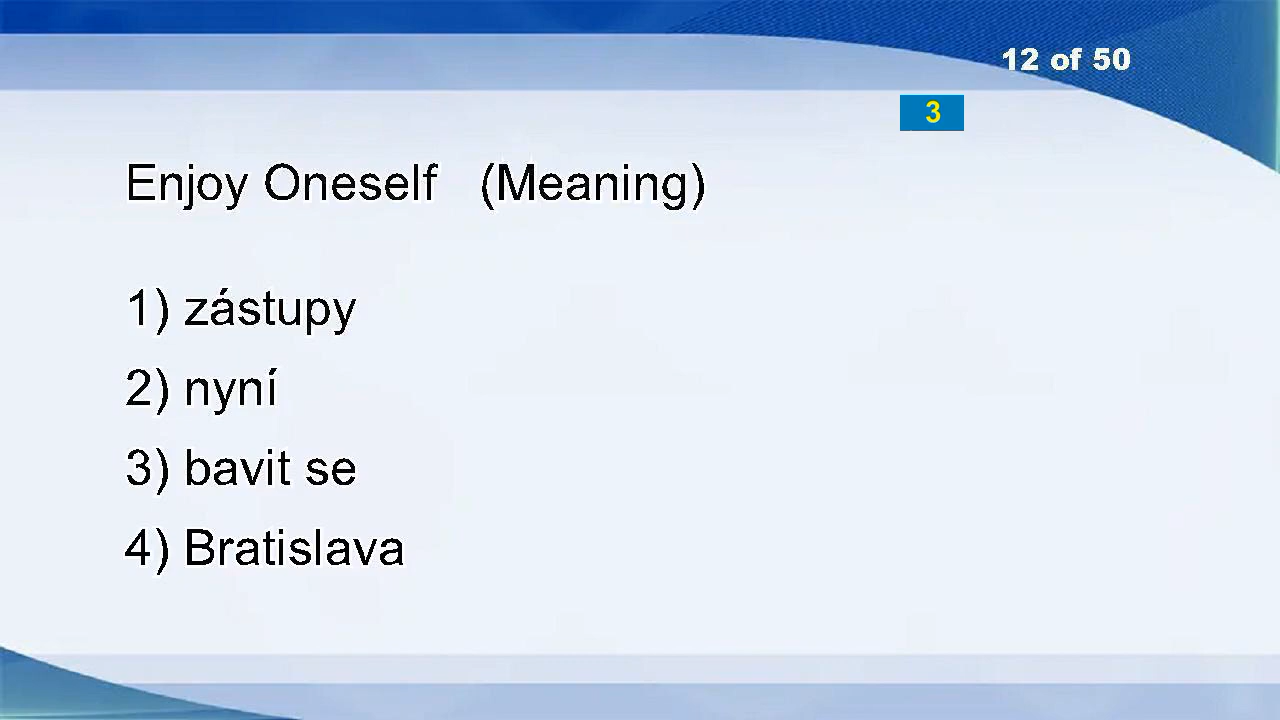 12 of 50
3
Enjoy Oneself (Meaning)
1) zástupy
2) nyní
3) bavit se
4) Bratislava